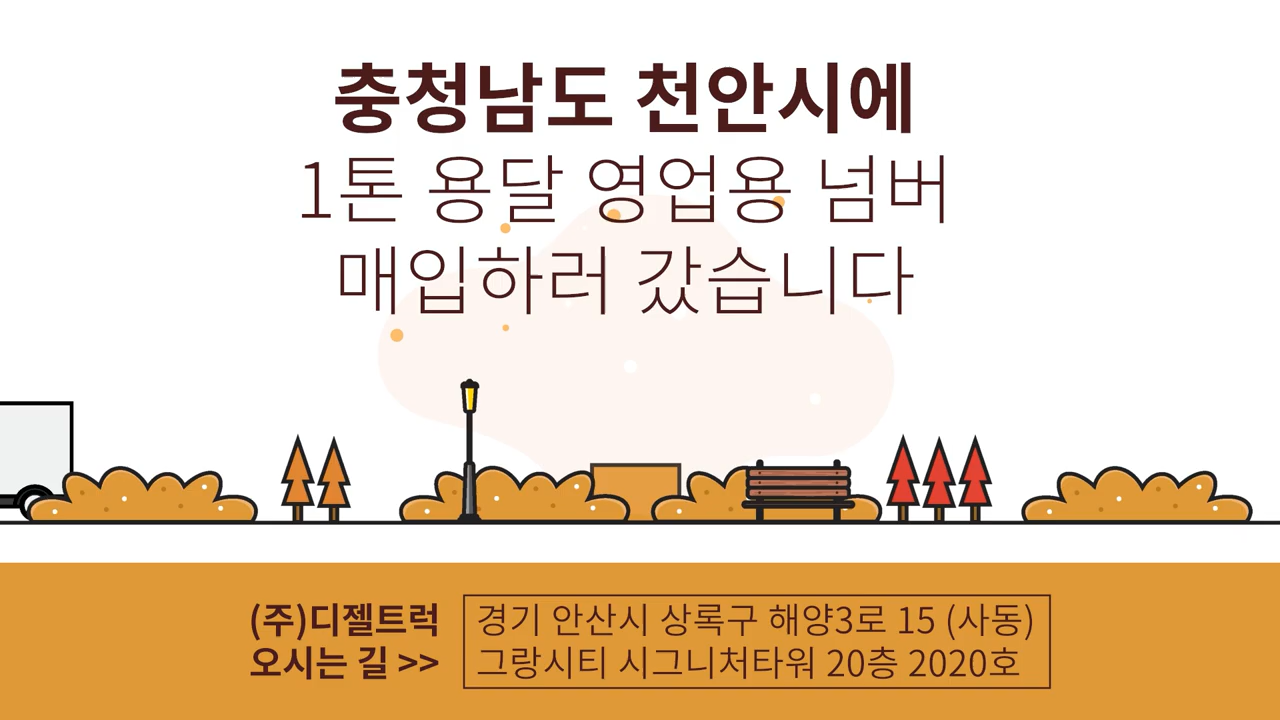 충청남도 천안시에
1톤 용달 영업용 넘버
매입하러 갔습니다
(주)디젤트럭
오시는 길 >>
경기 안산시 상록구 해양3로 15 (사동)
그랑시티 시그니처타워 20층 2020호